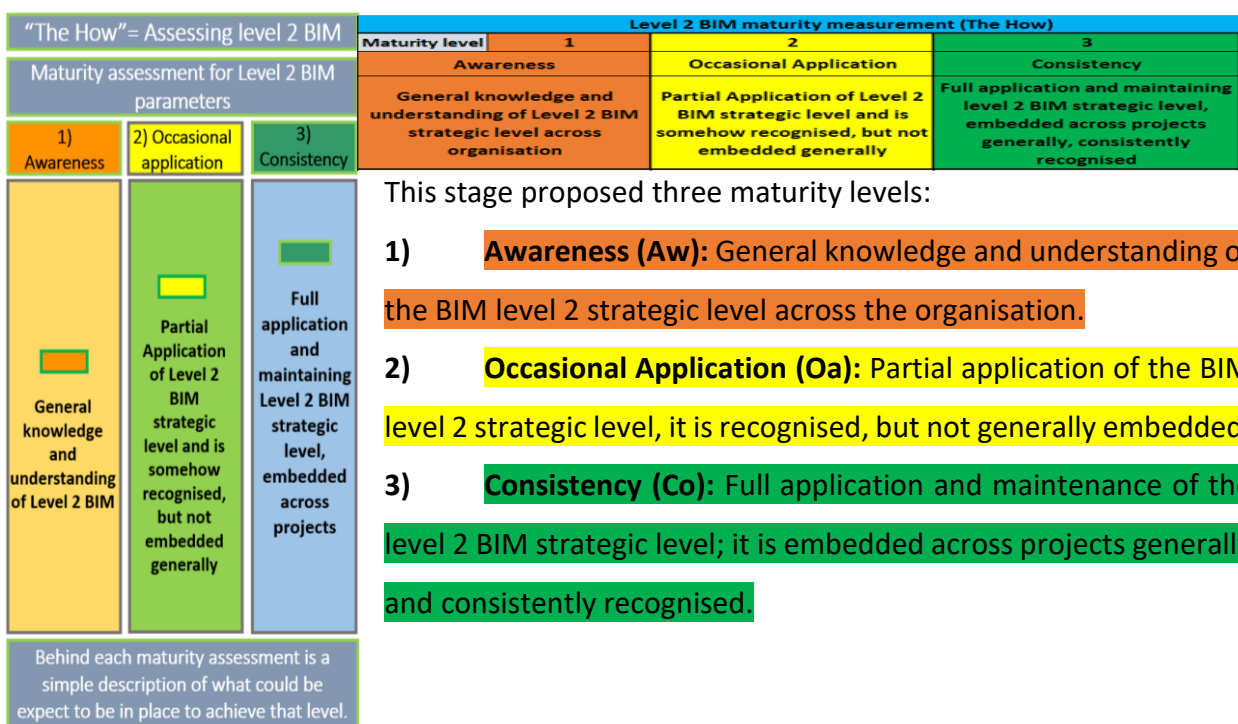 “The How”= Assessing level 2 BIM
Maturity assessment for Level 2 BIM
parameters
1)
Awareness
2) Occasional
application
3)
Consistency
General
knowledge
and
understanding
of Level 2 BIM
Partial
Application
of Level 2
BIM
strategic
level and is
somehow
recognised,
but not
embedded
generally
Full
application
and
maintaining
Level 2 BIM
strategic
level,
embedded
across
projects
Behind each maturity assessment is a
simple description of what could be
expect to be in place to achieve that level.
Level 2 BIM maturity measurement (The How)
Maturity level 1 2 3
Awareness Occasional Application Consistency
General knowledge and
understanding of Level 2 BIM
strategic level across
organisation
Partial Application of Level 2
BIM strategic level and is
somehow recognised, but not
embedded generally
Full application and maintaining
level 2 BIM strategic level,
embedded across projects
generally, consistently
recognised
This stage proposed three maturity levels:
1) Awareness (Aw): General knowledge and understanding o
the BIM level 2 strategic level across the organisation.
2) Occasional Application (Oa): Partial application of the BIM
level 2 strategic level, it is recognised, but not generally embedded
3) Consistency (Co): Full application and maintenance of the
level 2 BIM strategic level; it is embedded across projects generally
and consistently recognised.